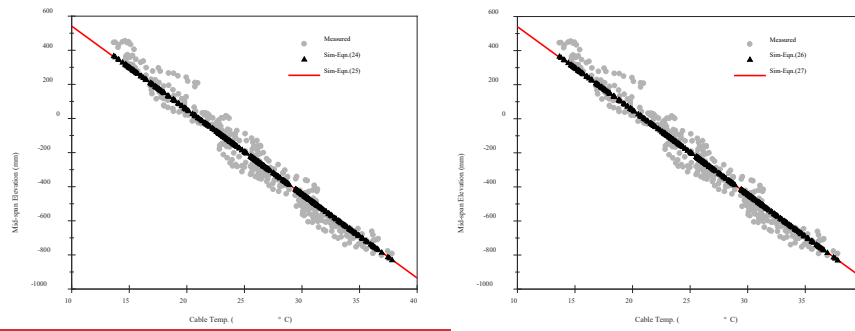 600
400
200
0
-200
-400
-600
-800
-1000
Mid-span Elevation (mm)
Measured
Sim-Eqn.(24)
Sim-Eqn.(25)
10 15 20 25 30 35 40
Cable Temp. ( ° C)
600
400
200
0
-200
-400
-600
-800
-1000
Mid-span Elevation (mm)
Measured
Sim-Eqn.(26)
Sim-Eqn.(27)
10 15 20 25 30 35
Cable Temp. ( ° C)